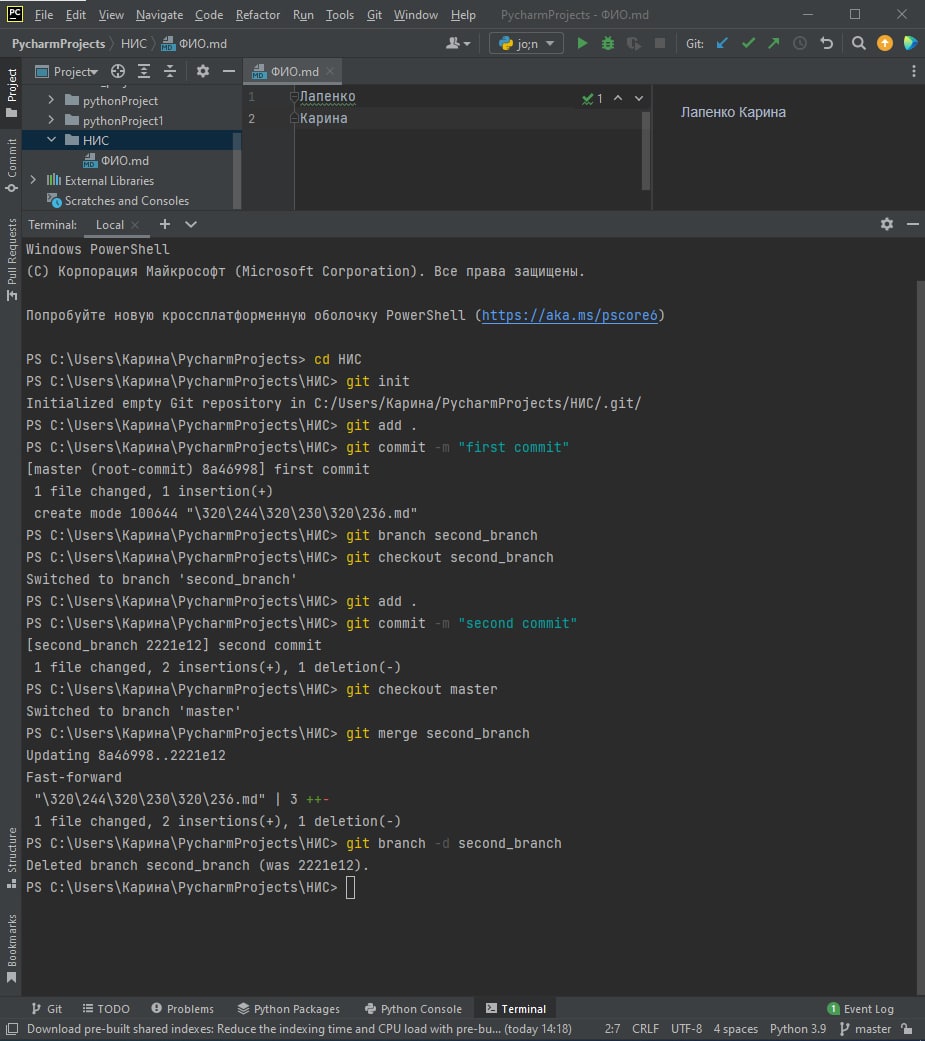 PC File Edit View Navigate Code Refactor Run Tools Git Window Help PycharmProjects - ФИО.md
PycharmProjects НИС ФИО.md jo;n Git:
Project Project ФИО.md
pythonProject
pythonProject1
НИС
ФИО.md
External Libraries
Scratches and Consoles
1 Лапенко
2 Карина
1
Лапенко Карина
Commit
Pull Requests
Terminal: Local
Windows PowerShell
(C) Корпорация Майкрософт (Microsoft Corporation). Все права защищены.
Попробуйте новую кроссплатформенную оболочку PowerShell (https://aka.ms/pscore6)
PS C:\Users\Карина\PycharmProjects> cd НИС
PS C:\Users\Карина\PycharmProjects\НИС> git init
Initialized empty Git repository in C:/Users/Карина/PycharmProjects/НИС/.git/
PS C:\Users\Карина\PycharmProjects\НИС> git add .
PS C:\Users\Карина\PycharmProjects\НИС> git commit -m "first commit"
[master (root-commit) 8a46998] first commit
1 file changed, 1 insertion(+)
create mode 100644 "\320\244\320\230\320\236.md"
PS C:\Users\Карина\PycharmProjects\НИС> git branch second_branch
PS C:\Users\Карина\PycharmProjects\НИС> git checkout second_branch
Switched to branch 'second_branch'
PS C:\Users\Карина\PycharmProjects\НИС> git add .
PS C:\Users\Карина\PycharmProjects\НИС> git commit -m "second commit"
[second_branch 2221e12] second commit
1 file changed, 2 insertions(+), 1 deletion(-)
PS C:\Users\Карина\PycharmProjects\НИС> git checkout master
Switched to branch 'master'
PS C:\Users\Карина\PycharmProjects\НИС> git merge second_branch
Updating 8a46998..2221e12
Fast-forward
"\320\244\320\230\320\236.md" | 3 ++-
1 file changed, 2 insertions(+), 1 deletion(-)
PS C:\Users\Карина\PycharmProjects\НИС> git branch -d second_branch
Deleted branch second_branch (was 2221e12).
PS C:\Users\Карина\PycharmProjects\НИС>
Structure
Bookmarks
Git TODO Problems Python Packages Python Console Terminal 1 Event Log
Download pre-built shared indexes: Reduce the indexing time and CPU load with pre-bu... (today 14:18) 2:7 CRLF UTF-8 4 spaces Python 3.9 master